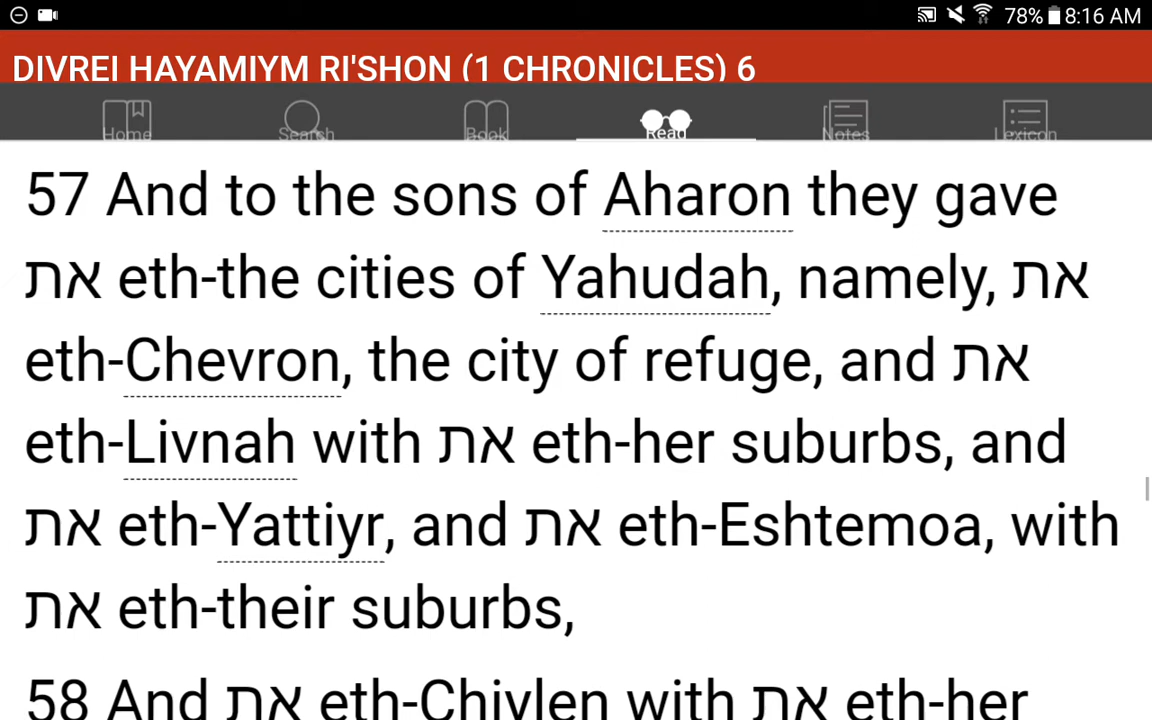 78% 8:16 AM
DIVREI HAYAMIYM RI'SHON (1 CHRONICLES) 6
Home Search Book Read Notes Lexicon
57 And to the sons of Aharon they gave
את eth-the cities of Yahudah, namely, את
eth-Chevron, the city of refuge, and את
eth-Livnah with את eth-her suburbs, and
את eth-Yattiyr, and את eth-Eshtemoa, with
את eth-their suburbs,
58 And את eth-Chiylen with את eth-her